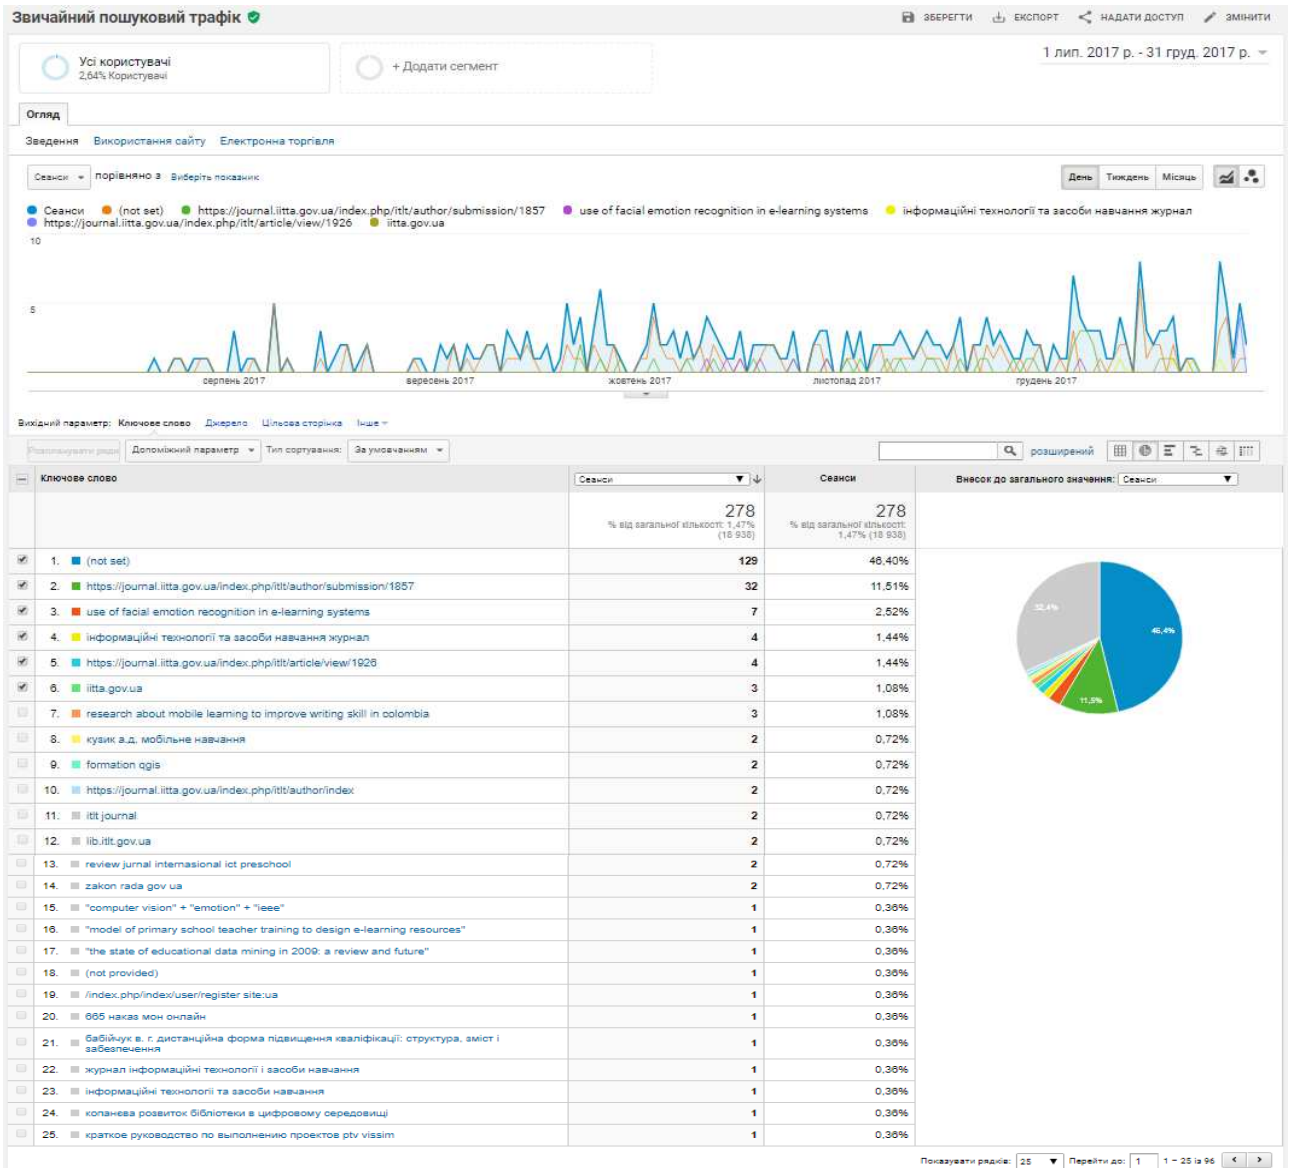 Звичайний пошуковий трафік
ЗБЕРЕГТИ ЕКСПОРТ НАДАТИ ДОСТУП ЗМІНИТИ
Усі користувачі
2,64% Користувачі
+ Додати сегмент
1 лип. 2017 р. - 31 груд. 2017 р.
Огляд
Зведення Використання сайту Електронна торгівля
Сеанси порівняно з Виберіть показник
День Тиждень Місяць
Сеанси (not set) https://journal.iitta.gov.ua/index.php/itlt/author/submission/1857 use of facial emotion recognition in e-learning systems інформаційні технології та засоби навчання журнал
https://journal.iitta.gov.ua/index.php/itlt/article/view/1926 iitta.gov.ua
10
5
серпень 2017 вересень 2017 жовтень 2017 листопад 2017 грудень 2017
Вихідний параметр: Ключове слово Джерело Цільова сторінка Інше
Допоміжний параметр Тип сортування: За умовчанням розширений
Ключове слово Сеанси Сеанси Внесок до загального значення: Сеанси
278 278
% від загальної кількості: 1,47% % від загальної кількості:
(18 938) 1,47% (18 938)
1. (not set) 129 46,40%
2. https://journal.iitta.gov.ua/index.php/itlt/author/submission/1857 32 11,51%
3. use of facial emotion recognition in e-learning systems 7 2,52%
4. інформаційні технології та засоби навчання журнал 4 1,44%
5. https://journal.iitta.gov.ua/index.php/itlt/article/view/1926 4 1,44%
6. iitta.gov.ua 3 1,08%
7. research about mobile learning to improve writing skill in colombia 3 1,08%
8. кузик а.д. мобільне навчання 2 0,72%
9. formation qgis 2 0,72%
10. https://journal.iitta.gov.ua/index.php/itlt/author/index 2 0,72%
11. itlt journal 2 0,72%
12. lib.itlt.gov.ua 2 0,72%
13. review jurnal internasional ict preschool 2 0,72%
14. zakon rada gov ua 2 0,72%
15. "computer vision" + "emotion" + "ieee" 1 0,36%
16. "model of primary school teacher training to design e-learning resources" 1 0,36%
17. "the state of educational data mining in 2009: a review and future" 1 0,36%
18. (not provided) 1 0,36%
19. /index.php/index/user/register site:ua 1 0,36%
20. 665 наказ мон онлайн 1 0,36%
21. бабійчук в. г. дистанційна форма підвищення кваліфікації: структура, зміст і
забезпечення 1 0,36%
22. журнал інформаційні технології і засоби навчання 1 0,36%
23. інформаційні технології та засоби навчання 1 0,36%
24. копанєва розвиток бібліотеки в цифровому середовищі 1 0,36%
25. краткое руководство по выполнению проектов ptv vissim 1 0,36%
32,4%
46,4%
11,5%
Показувати рядків: 25 Перейти до: 1 1 – 25 із 96